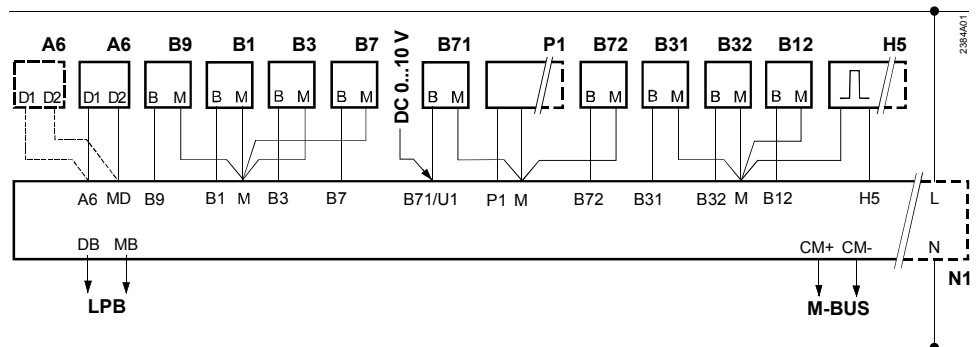 A6 A6 B9 B1 B3 B7 B71 P1 B72 B31 B32 B12 H5
2384A01
DC 0...10 V
D1 D2 D1 D2 B M B M B M B M B M B M B M B M B M
A6 MD B9 B1 M B3 B7 B71/U1 P1 M B72 B31 B32 M B12 H5 L
DB MB CM+ CM- N
N1
LPB M-BUS